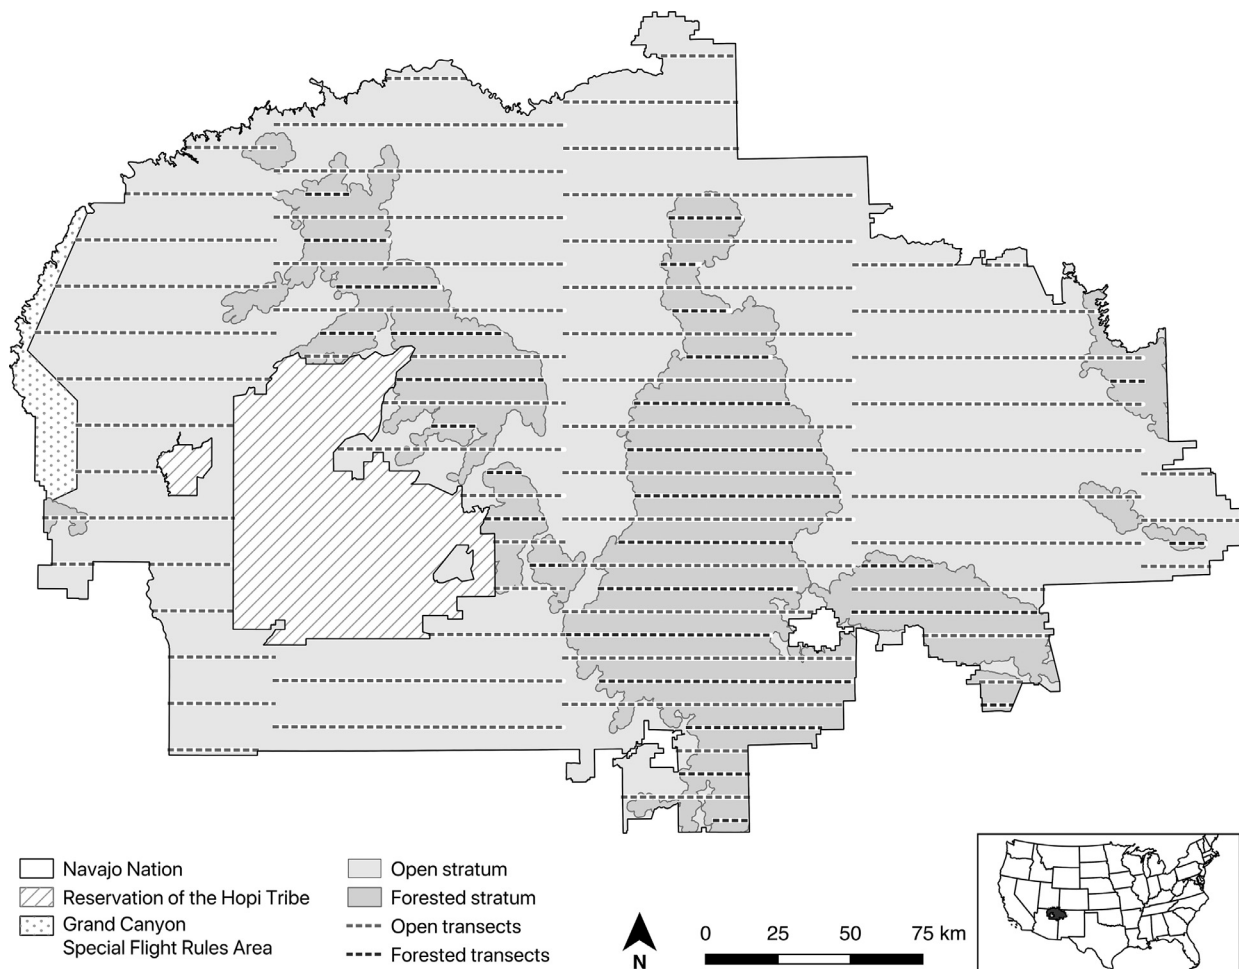 Navajo Nation
Reservation of the Hopi Tribe
Grand Canyon
Special Flight Rules Area
Open stratum
Forested stratum
Open transects
Forested transects
N
0 25 50 75 km